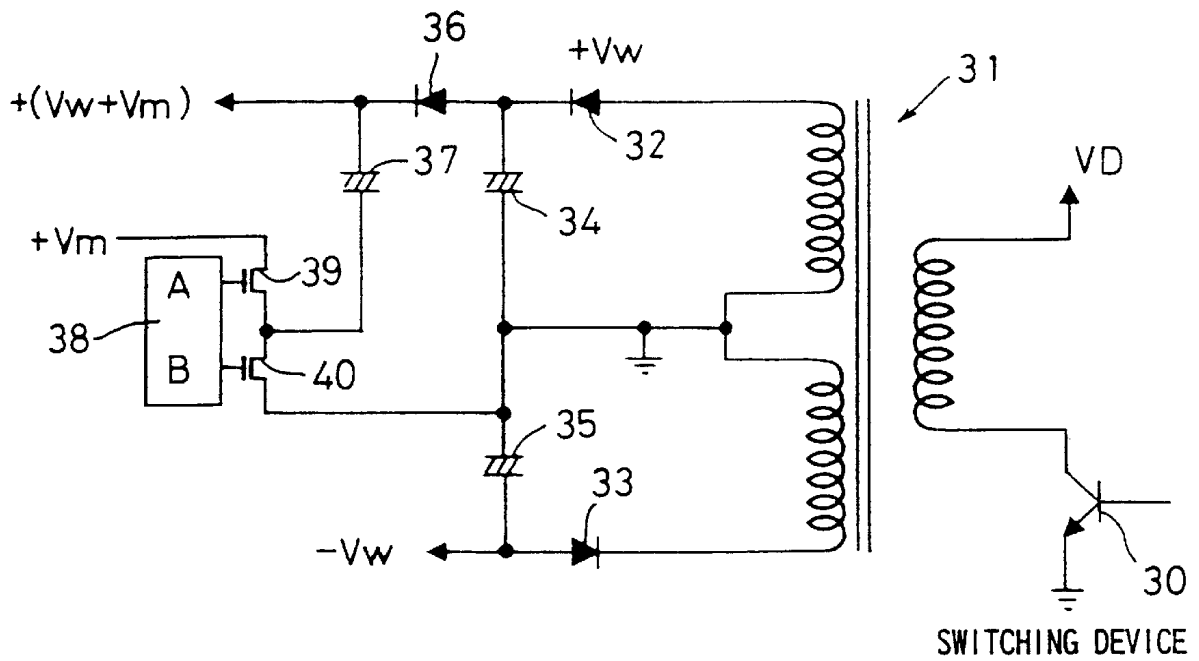 36
+Vw
31
+(Vw+Vm)
37
32
VD
34
+Vm
39
A
38
B
40
35
33
-Vw
30
SWITCHING DEVICE